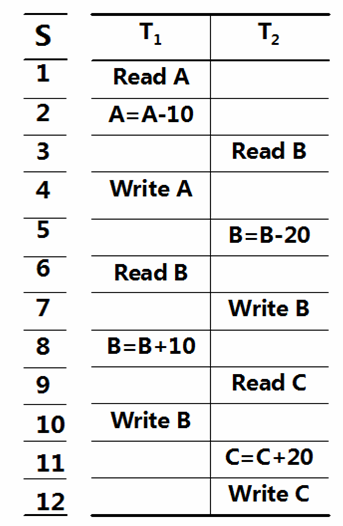 S T₁ T₂
1 Read A
2 A=A-10
3 Read B
4 Write A
5 B=B-20
6 Read B
7 Write B
8 B=B+10
9 Read C
10 Write B
11 C=C+20
12 Write C